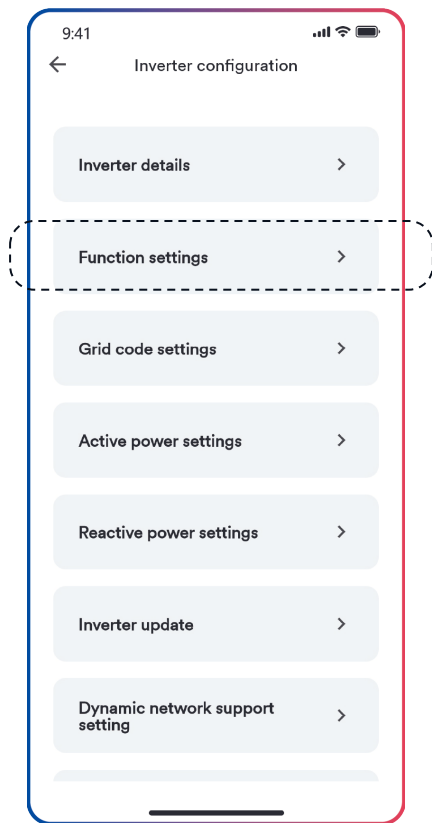 9:41
Inverter configuration
Inverter details
Function settings
Grid code settings
Active power settings
Reactive power settings
Inverter update
Dynamic network support
setting